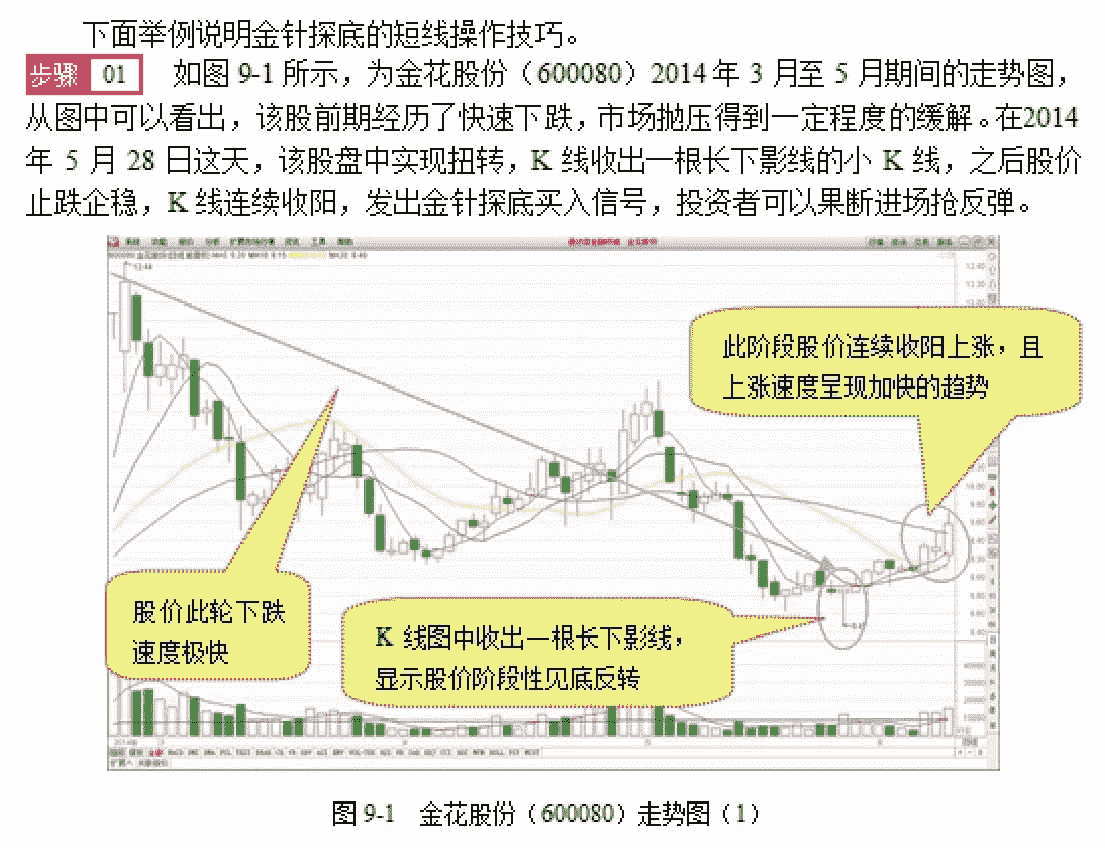 下面举例说明金针探底的短线操作技巧。
步骤 01 如图 9-1 所示，为金花股份（600080）2014 年 3 月至 5 月期间的走势图，
从图中可以看出，该股前期经历了快速下跌，市场抛压得到一定程度的缓解。在2014
年 5 月 28 日这天，该股盘中实现扭转，K 线收出一根长下影线的小 K 线，之后股价
止跌企稳，K 线连续收阳，发出金针探底买入信号，投资者可以果断进场抢反弹。
此阶段股价连续收阳上涨，且
上涨速度呈现加快的趋势
股价此轮下跌
速度极快
K 线图中收出一根长下影线，
显示股价阶段性见底反转
图 9-1 金花股份（600080）走势图（1）